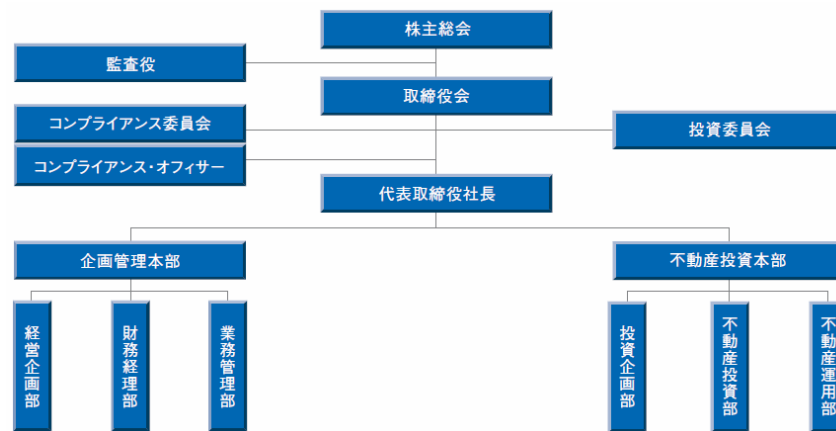 株主総会
監査役
取締役会
コンプライアンス委員会
投資委員会
コンプライアンス・オフィサー
代表取締役社長
企画管理本部
不動産投資本部
経営企画部
財務経理部
業務管理部
投資企画部
不動産投資部
不動産運用部